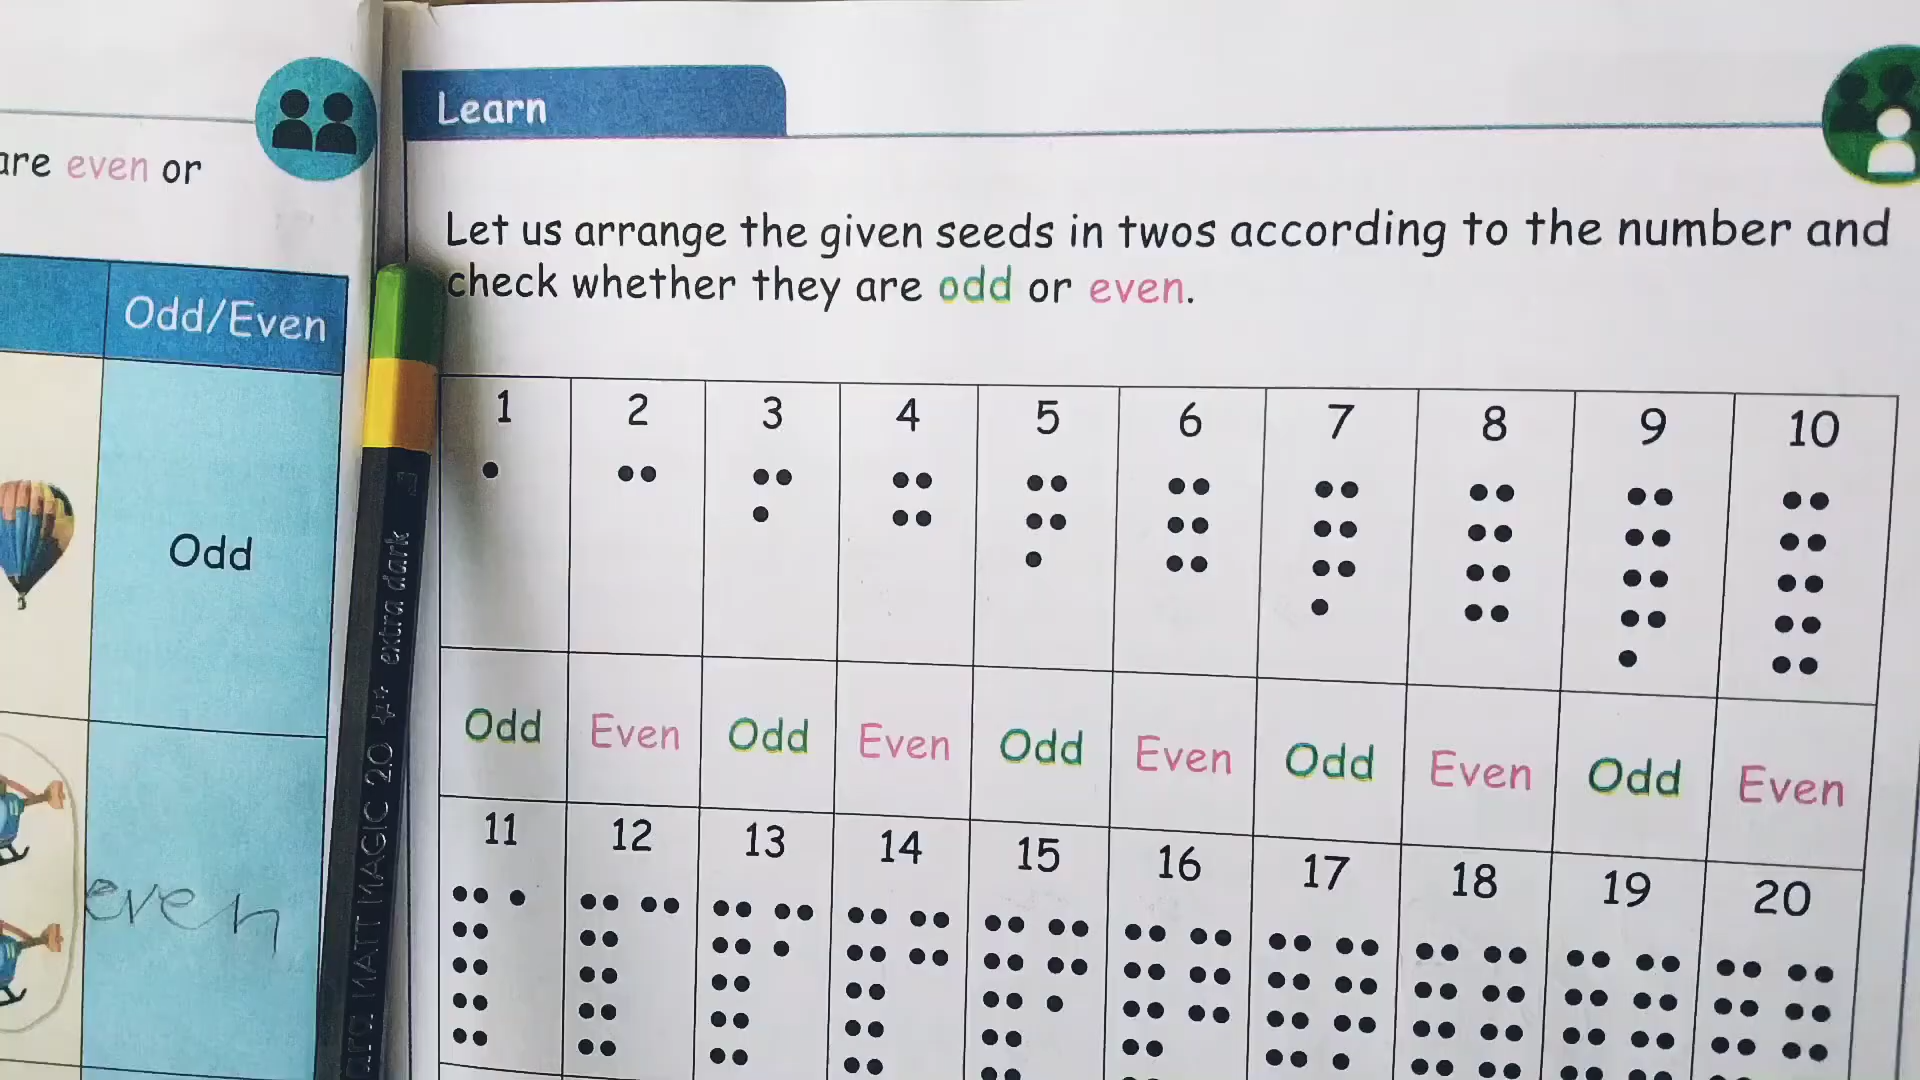 are even or
Odd/Even
Odd
even
Learn
Let us arrange the given seeds in twos according to the number and
check whether they are odd or even.
1 2 3 4 5 6 7 8 9 10
Odd Even Odd Even Odd Even Odd Even Odd Even
11 12 13 14 15 16 17 18 19 20
MATT MAGIC 2.0 extra dark